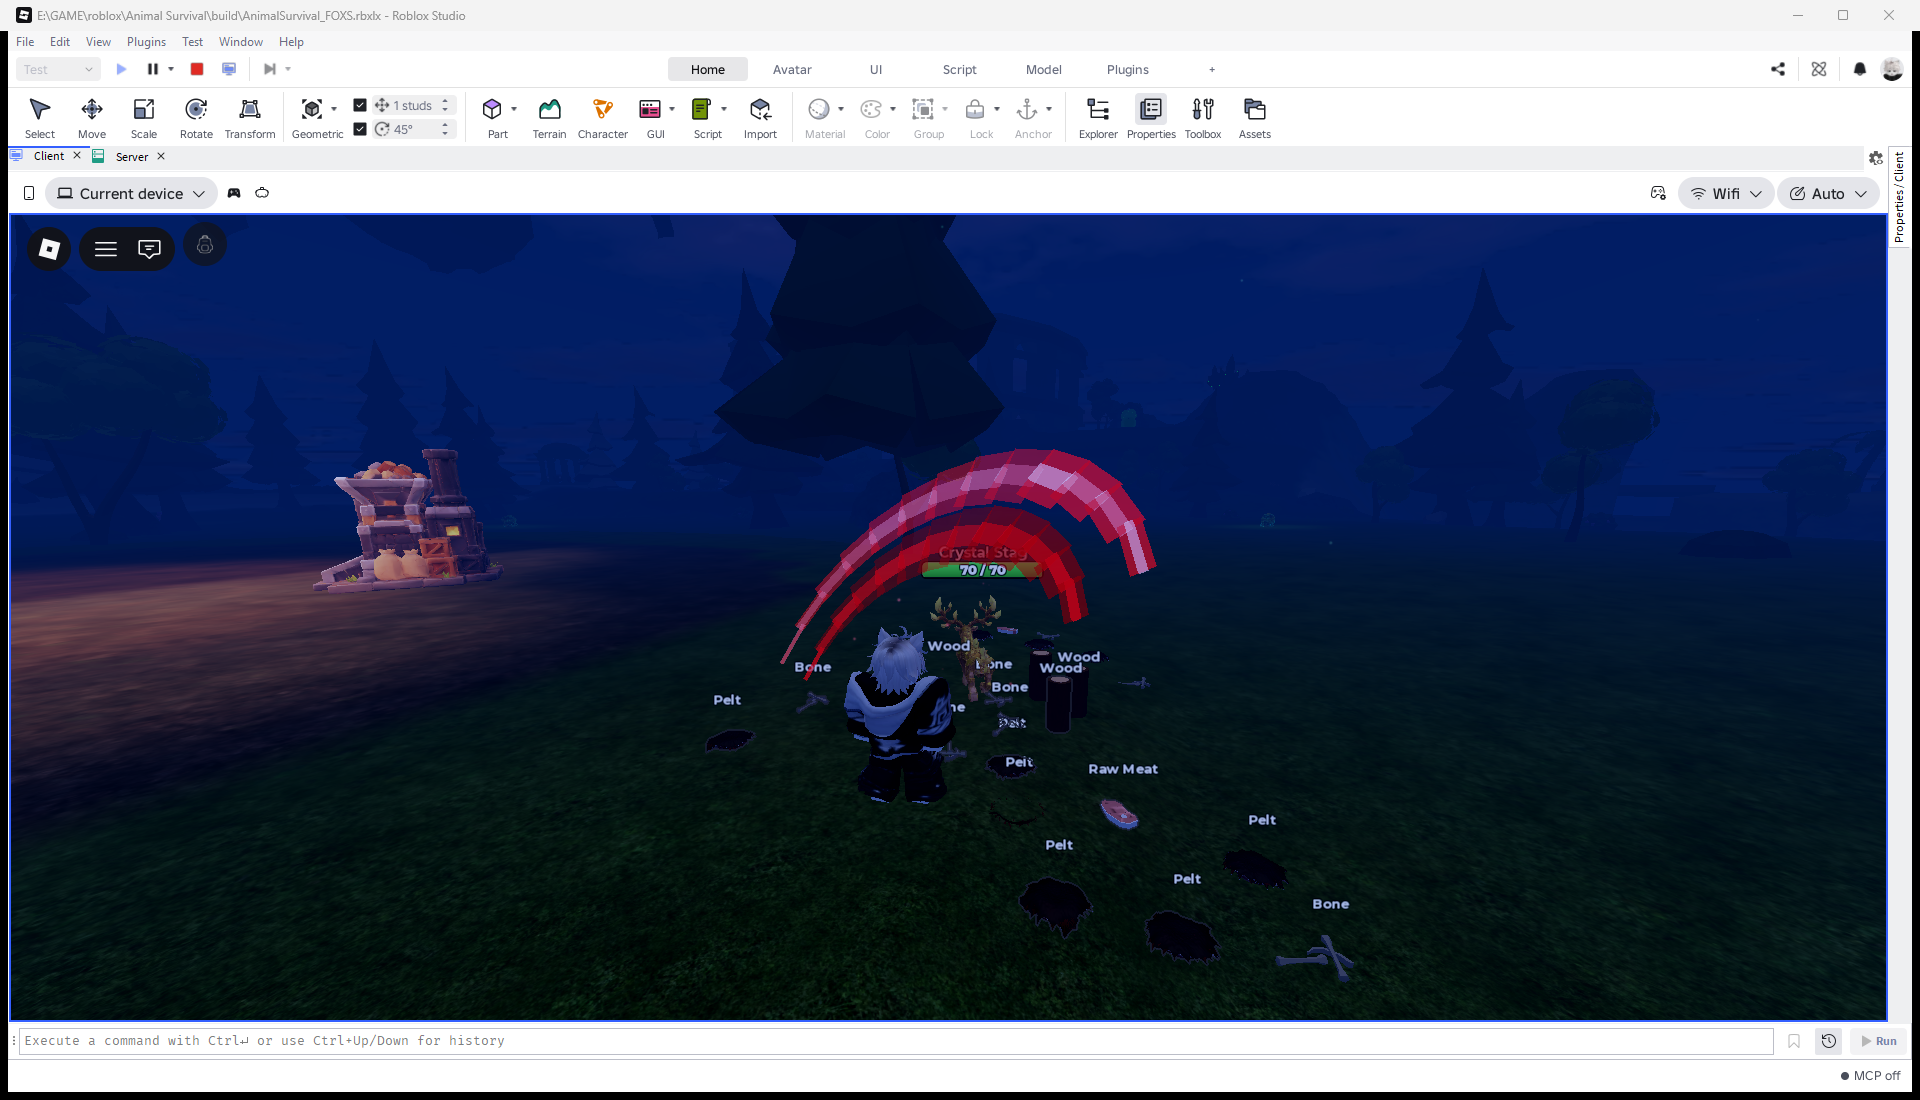 E:\GAME\roblox\Animal Survival\build\AnimalSurvival_FOXS.rbxlx - Roblox Studio
File Edit View Plugins Test Window Help
Test
Home Avatar UI Script Model Plugins +
1 studs
45°
Select Move Scale Rotate Transform Geometric Part Terrain Character GUI Script Import Material Color Group Lock Anchor Explorer Properties Toolbox Assets
Client Server
Properties / Client
Current device
Wifi Auto
Crystal Stag
70 / 70
Wood
Wood
Bone
Bone
Wood
Bone
Pelt
Pelt
Pelt
Raw Meat
Pelt
Pelt
Pelt
Bone
Execute a command with Ctrl↵ or use Ctrl+Up/Down for history
Run
MCP off